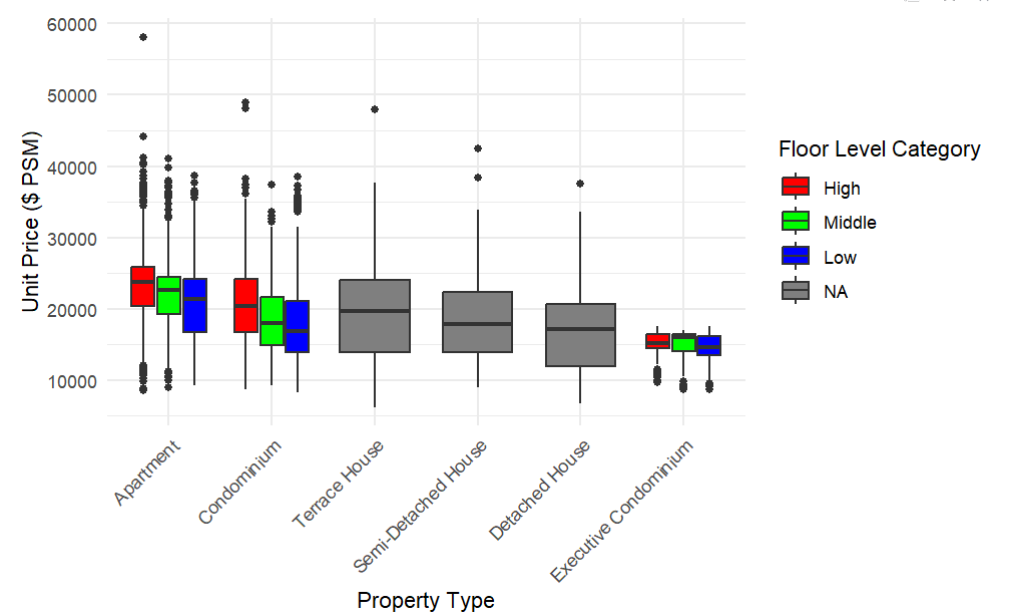 60000
50000
40000
30000
20000
10000
Unit Price ($ PSM)
Apartment
Condominium
Terrace House
Semi-Detached House
Detached House
Executive Condominium
Property Type
Floor Level Category
High
Middle
Low
NA